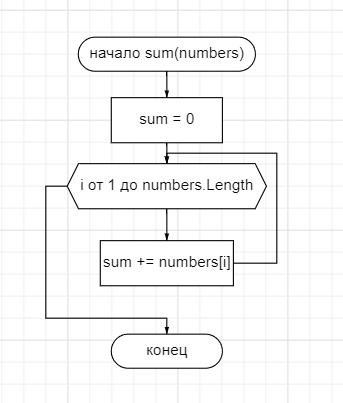 начало sum(numbers)
sum = 0
i от 1 до numbers.Length
sum += numbers[i]
конец